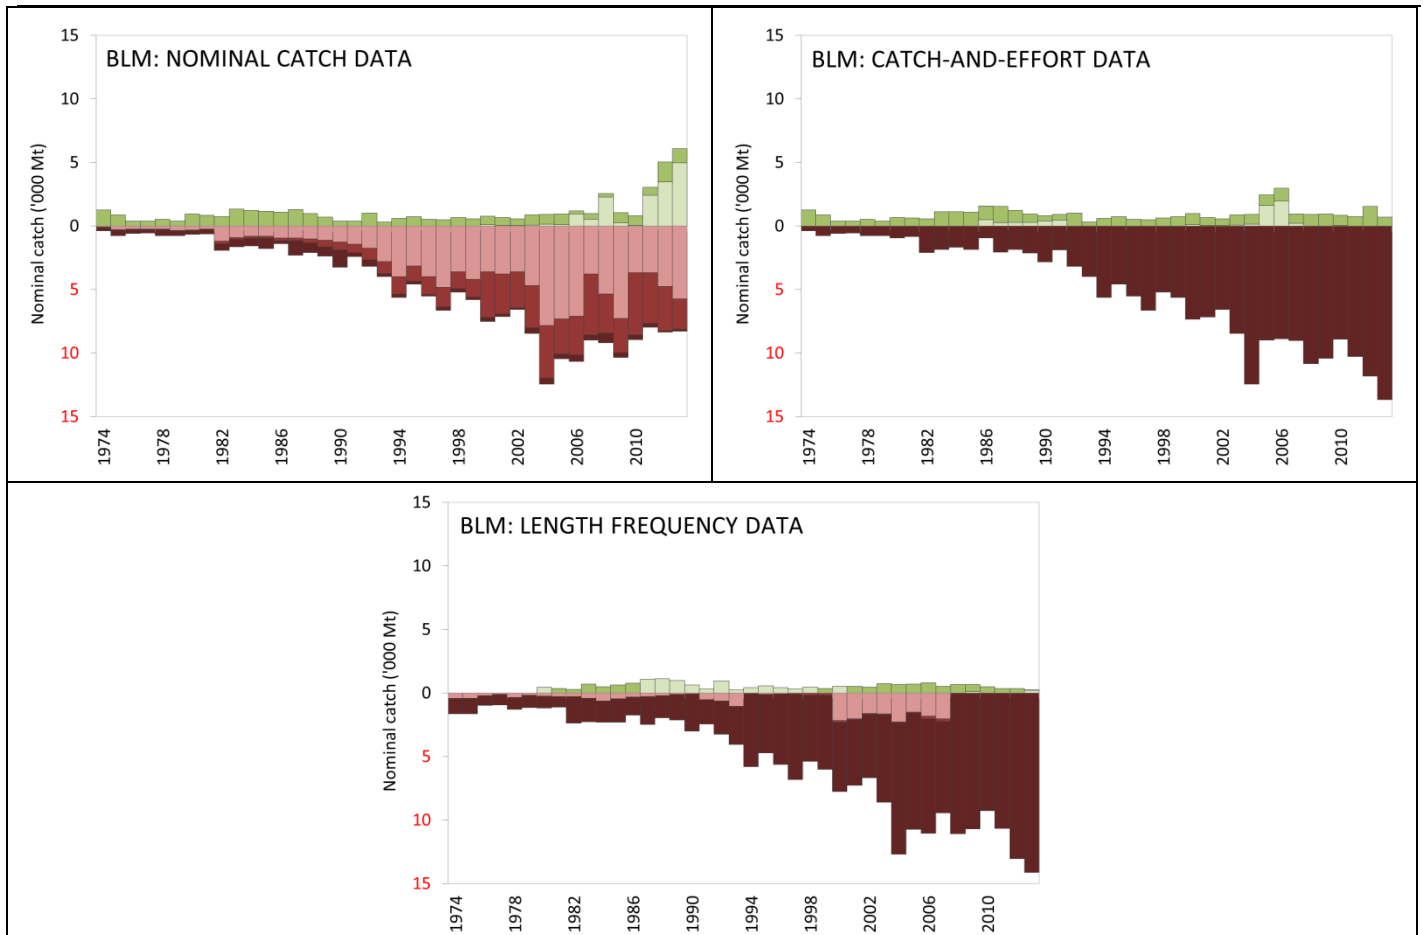 BLM: NOMINAL CATCH DATA
Nominal catch ('000 Mt)
15
10
5
0
5
10
15
1974 1978 1982 1986 1990 1994 1998 2002 2006 2010
BLM: CATCH-AND-EFFORT DATA
Nominal catch ('000 Mt)
15
10
5
0
5
10
15
1974 1978 1982 1986 1990 1994 1998 2002 2006 2010
BLM: LENGTH FREQUENCY DATA
Nominal catch ('000 Mt)
15
10
5
0
5
10
15
1974 1978 1982 1986 1990 1994 1998 2002 2006 2010